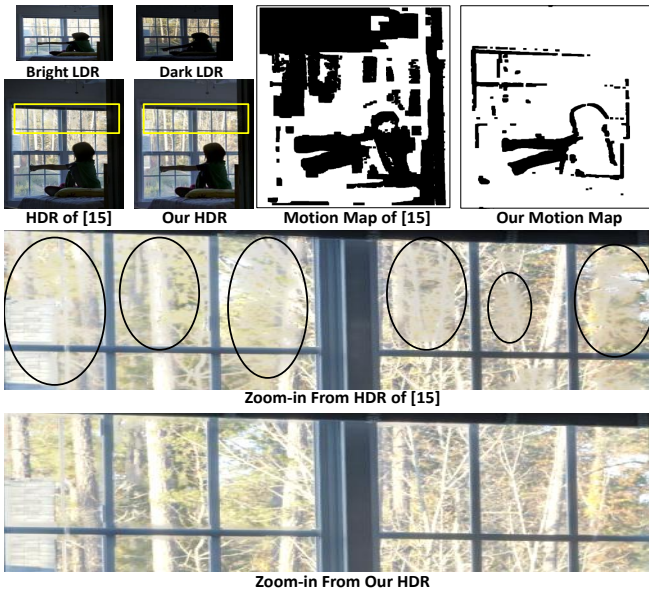 Bright LDR
Dark LDR
HDR of [15]
Our HDR
Motion Map of [15]
Our Motion Map
Zoom-in From HDR of [15]
Zoom-in From Our HDR